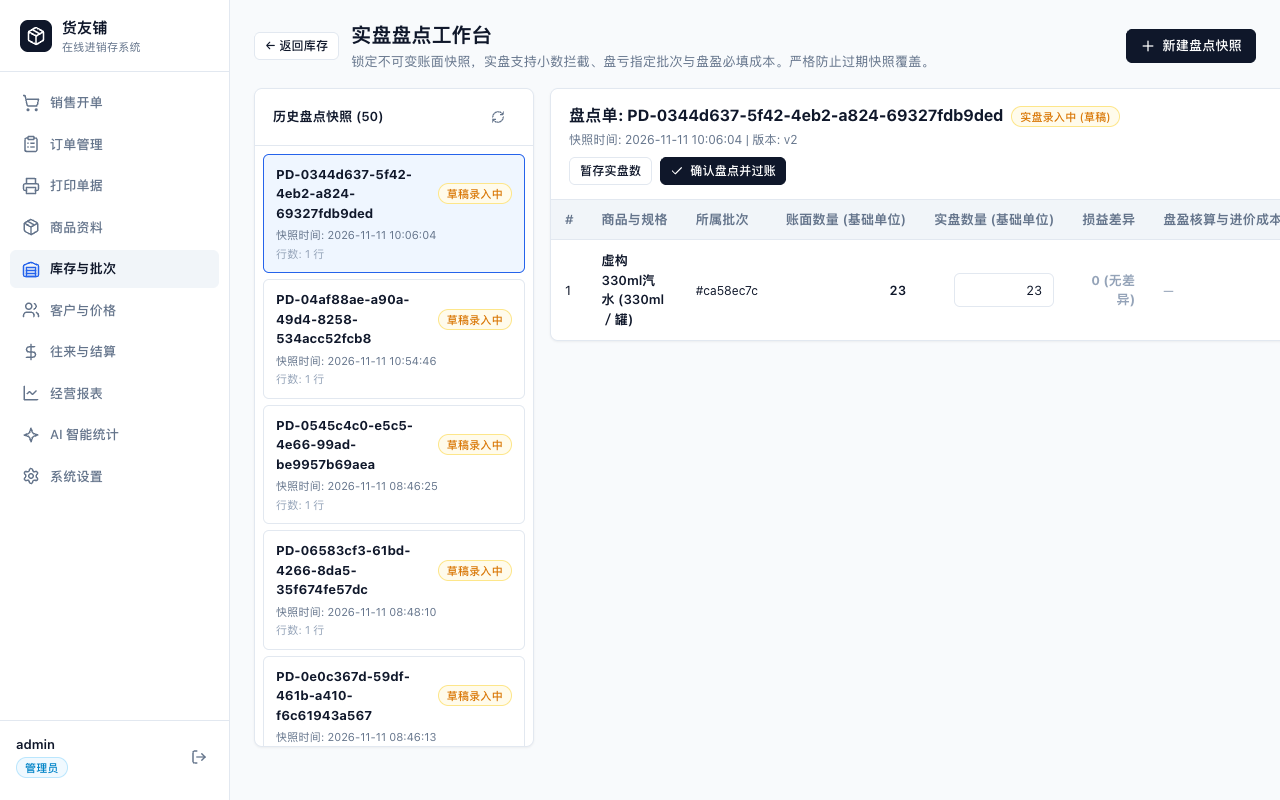 货友铺
在线进销存系统
销售开单
订单管理
打印单据
商品资料
库存与批次
客户与价格
往来与结算
经营报表
AI 智能统计
系统设置
admin
管理员
← 返回库存
实盘盘点工作台
锁定不可变账面快照，实盘支持小数拦截、盘亏指定批次与盘盈必填成本。严格防止过期快照覆盖。
新建盘点快照
历史盘点快照 (50)
PD-0344d637-5f42-
4eb2-a824-
69327fdb9ded
草稿录入中
快照时间: 2026-11-11 10:06:04
行数: 1 行
PD-04af88ae-a90a-
49d4-8258-
534acc52fcb8
草稿录入中
快照时间: 2026-11-11 10:54:46
行数: 1 行
PD-0545c4c0-e5c5-
4e66-99ad-
be9957b69aea
草稿录入中
快照时间: 2026-11-11 08:46:25
行数: 1 行
PD-06583cf3-61bd-
4266-8da5-
35f674fe57dc
草稿录入中
快照时间: 2026-11-11 08:48:10
行数: 1 行
PD-0e0c367d-59df-
461b-a410-
f6c61943a567
草稿录入中
快照时间: 2026-11-11 08:46:13
盘点单: PD-0344d637-5f42-4eb2-a824-69327fdb9ded 实盘录入中 (草稿)
快照时间: 2026-11-11 10:06:04 | 版本: v2
暂存实盘数 确认盘点并过账
# 商品与规格 所属批次 账面数量 (基础单位) 实盘数量 (基础单位) 损益差异 盘盈核算与进价成本
虚构
330ml汽
水 (330ml
/ 罐)
1 #ca58ec7c 23 23
0 (无差
异)
—